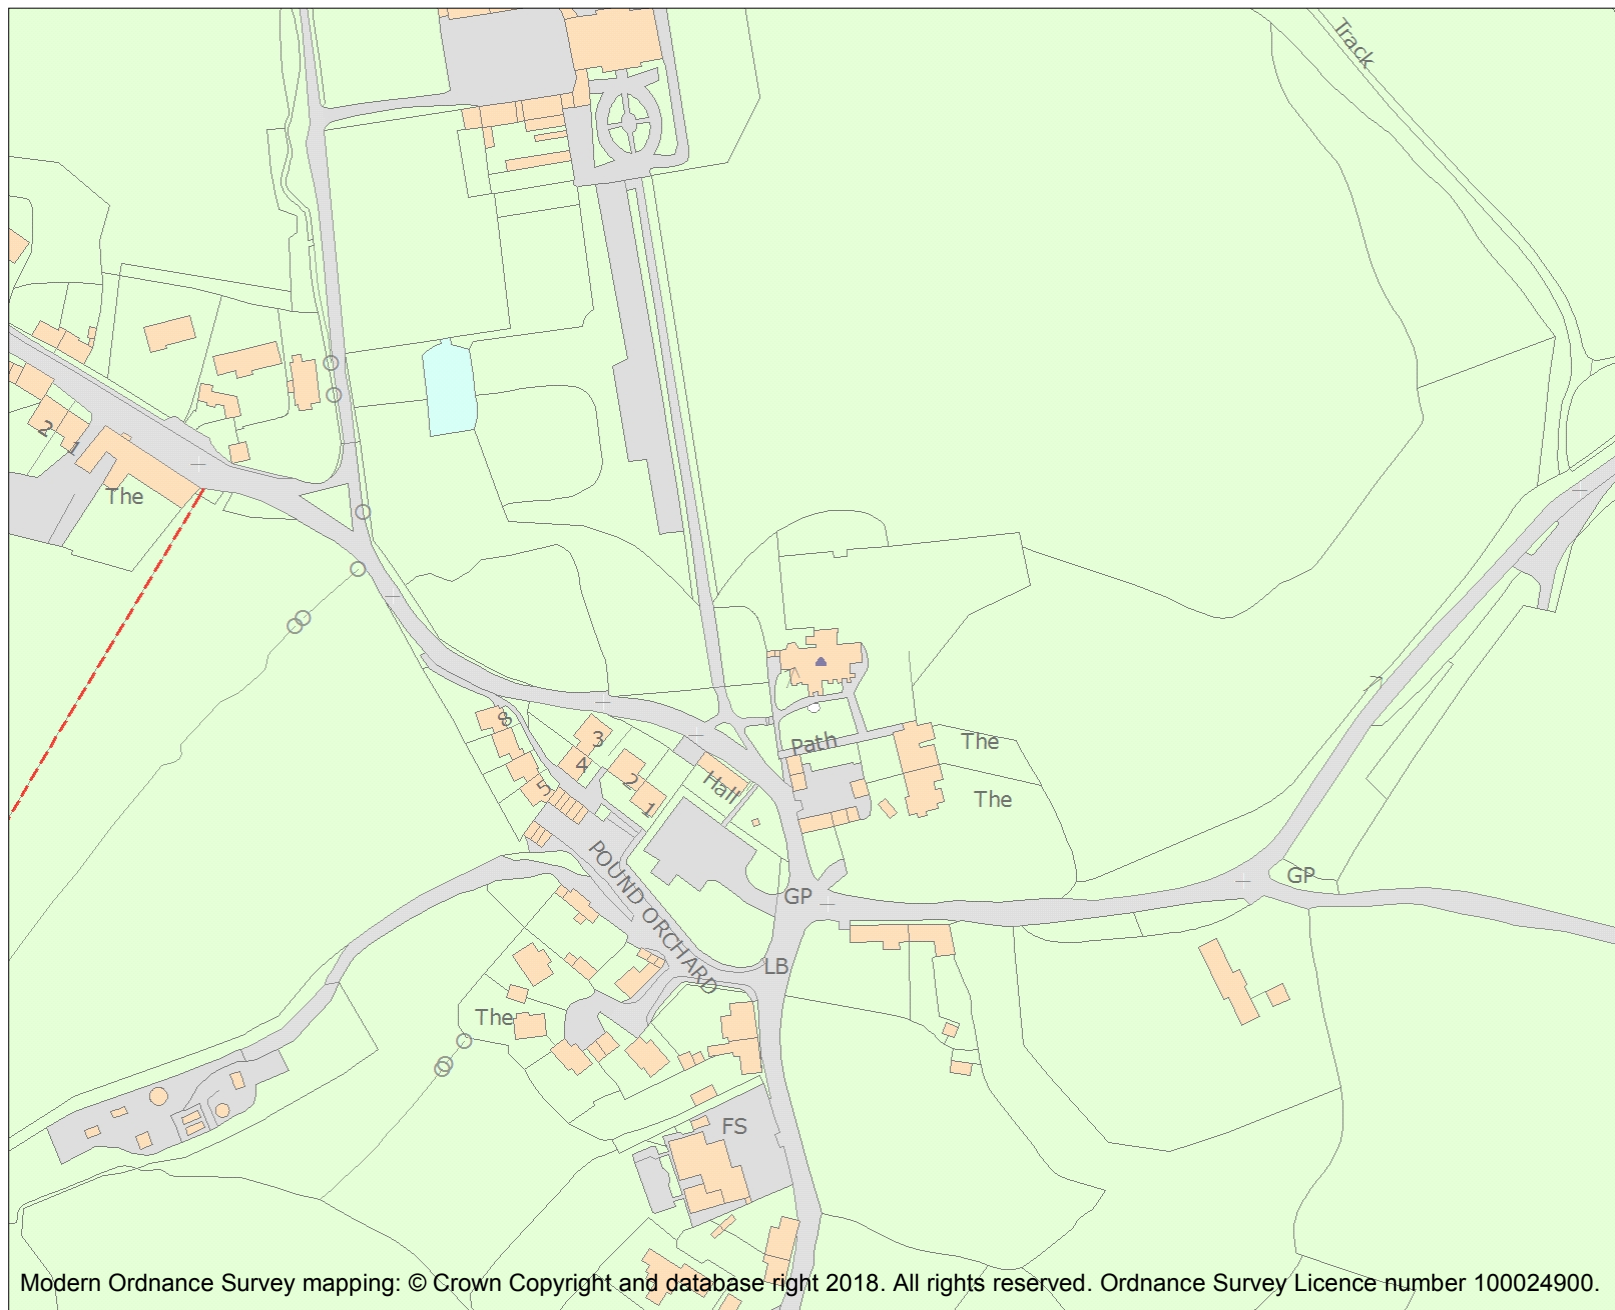 Track
2
1
The
8
3
4
5
2
1
Hall
Path
The
The
POUND ORCHARD
GP
GP
LB
The
FS
Modern Ordnance Survey mapping: © Crown Copyright and database right 2018. All rights reserved. Ordnance Survey Licence number 100024900.